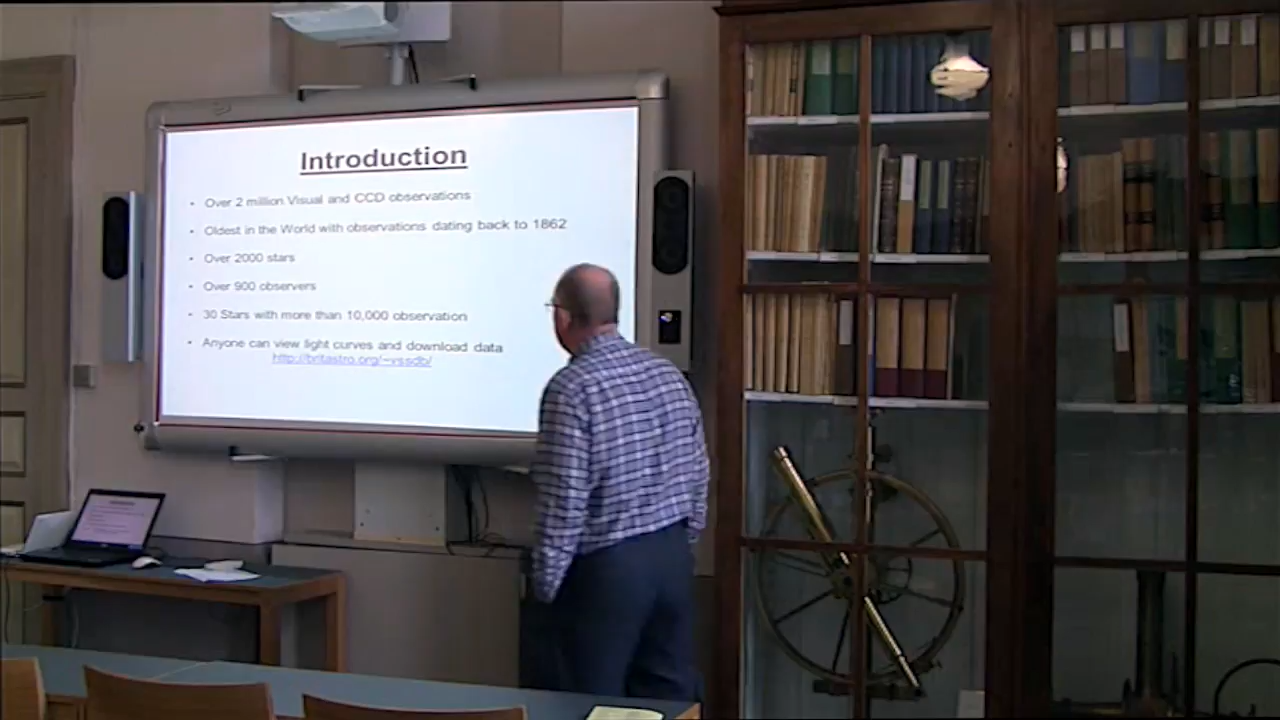 Introduction
• Over 2 million Visual and CCD observations
• Oldest in the World with observations dating back to 1862
• Over 2000 stars
• Over 900 observers
• 30 Stars with more than 10,000 observation
• Anyone can view light curves and download data
http://britastro.org/~vssdb/